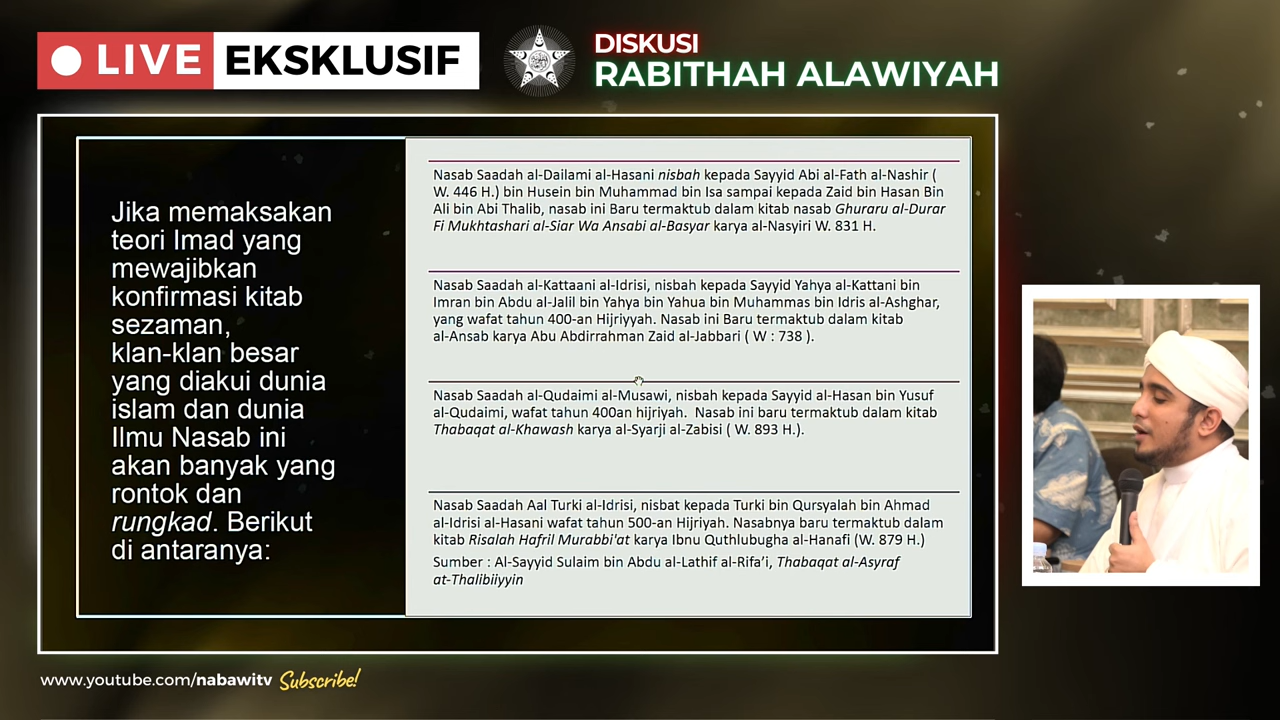 LIVE EKSKLUSIF
DISKUSI
RABITHAH ALAWIYAH
Jika memaksakan
teori Imad yang
mewajibkan
konfirmasi kitab
sezaman,
klan-klan besar
yang diakui dunia
islam dan dunia
Ilmu Nasab ini
akan banyak yang
rontok dan
rungkad. Berikut
di antaranya:
Nasab Saadah al-Dailami al-Hasani nisbah kepada Sayyid Abi al-Fath al-Nashir (
W. 446 H.) bin Husein bin Muhammad bin Isa sampai kepada Zaid bin Hasan Bin
Ali bin Abi Thalib, nasab ini Baru termaktub dalam kitab nasab Ghuraru al-Durar
Fi Mukhtashari al-Siar Wa Ansabi al-Basyar karya al-Nasyiri W. 831 H.
Nasab Saadah al-Kattaani al-Idrisi, nisbah kepada Sayyid Yahya al-Kattani bin
Imran bin Abdu al-Jalil bin Yahya bin Yahua bin Muhammas bin Idris al-Ashghar,
yang wafat tahun 400-an Hijriyyah. Nasab ini Baru termaktub dalam kitab
al-Ansab karya Abu Abdirrahman Zaid al-Jabbari ( W : 738 ).
Nasab Saadah al-Qudaimi al-Musawi, nisbah kepada Sayyid al-Hasan bin Yusuf
al-Qudaimi, wafat tahun 400an hijriyah. Nasab ini baru termaktub dalam kitab
Thabaqat al-Khawash karya al-Syarji al-Zabisi ( W. 893 H.).
Nasab Saadah Aal Turki al-Idrisi, nisbat kepada Turki bin Qursyalah bin Ahmad
al-Idrisi al-Hasani wafat tahun 500-an Hijriyah. Nasabnya baru termaktub dalam
kitab Risalah Hafril Murabbi'at karya Ibnu Quthlubugha al-Hanafi (W. 879 H.)
Sumber : Al-Sayyid Sulaim bin Abdu al-Lathif al-Rifa'i, Thabaqat al-Asyraf
at-Thalibiiyyin
www.youtube.com/nabawitv Subscribe!